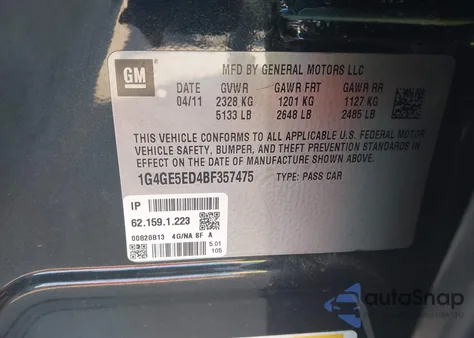 GM
MFD BY GENERAL MOTORS LLC
DATE GVWR GAWR FRT GAWR RR
04/11 2328 KG 1201 KG 1127 KG
5133 LB 2648 LB 2485 LB
THIS VEHICLE CONFORMS TO ALL APPLICABLE U.S. FEDERAL MOTOR
VEHICLE SAFETY, BUMPER, AND THEFT PREVENTION STANDARDS IN
EFFECT ON THE DATE OF MANUFACTURE SHOWN ABOVE.
1G4GE5ED4BF357475 TYPE: PASS CAR
IP
62.159.1.223
00820813 4G/NA SF A
5.01
105
autoSnap